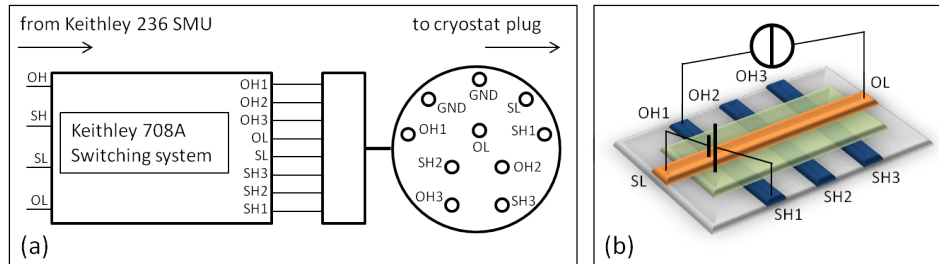 from Keithley 236 SMU
to cryostat plug
OH
SH
SL
OL
Keithley 708A
Switching system
OH1
OH2
OH3
OL
SL
SH3
SH2
SH1
GND
GND
SL
OH1
SH1
OL
SH2
OH2
OH3
SH3
(a)
OH3
OH2
OH1
OL
SL
SH3
SH2
SH1
(b)